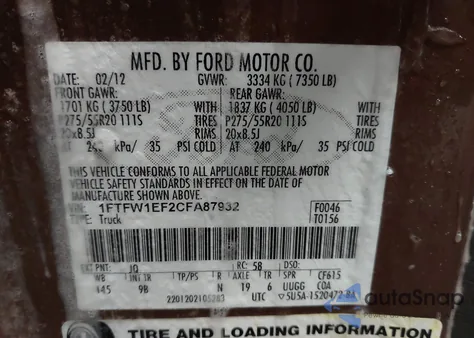 MFD. BY FORD MOTOR CO.
DATE: 02/12 GVWR: 3334 KG ( 7350 LB)
FRONT GAWR: REAR GAWR:
1701 KG ( 3750 LB) WITH 1837 KG ( 4050 LB) WITH
P275/55R20 111S TIRES P275/55R20 111S TIRES
20x8.5J RIMS 20x8.5J RIMS
AT 240 kPa/ 35 PSI COLD AT 240 kPa/ 35 PSI COLD
THIS VEHICLE CONFORMS TO ALL APPLICABLE FEDERAL MOTOR
VEHICLE SAFETY STANDARDS IN EFFECT ON THE DATE OF
MANUFACTURE SHOWN ABOVE.
VIN: 1FTFW1EF2CFA87932 F0046
TYPE: Truck T0156
EXT PNT: JQ RC: 58 DSO:
WB INT TR TP/PS R AXLE TR SPR CF615
145 9B N 19 6 UUGG COA
22012021052B3 UTC ▽5U5A-1520472-BA
autoSnap
TIRE AND LOADING INFORMATION